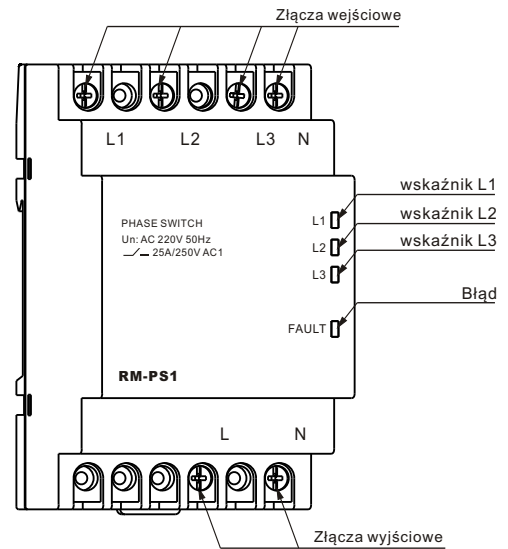 Złącza wejściowe
L1 L2 L3 N
wskaźnik L1
L1
wskaźnik L2
L2
wskaźnik L3
L3
PHASE SWITCH
Un: AC 220V 50Hz
25A/250V AC1
Błąd
FAULT
RM-PS1
L N
Złącza wyjściowe